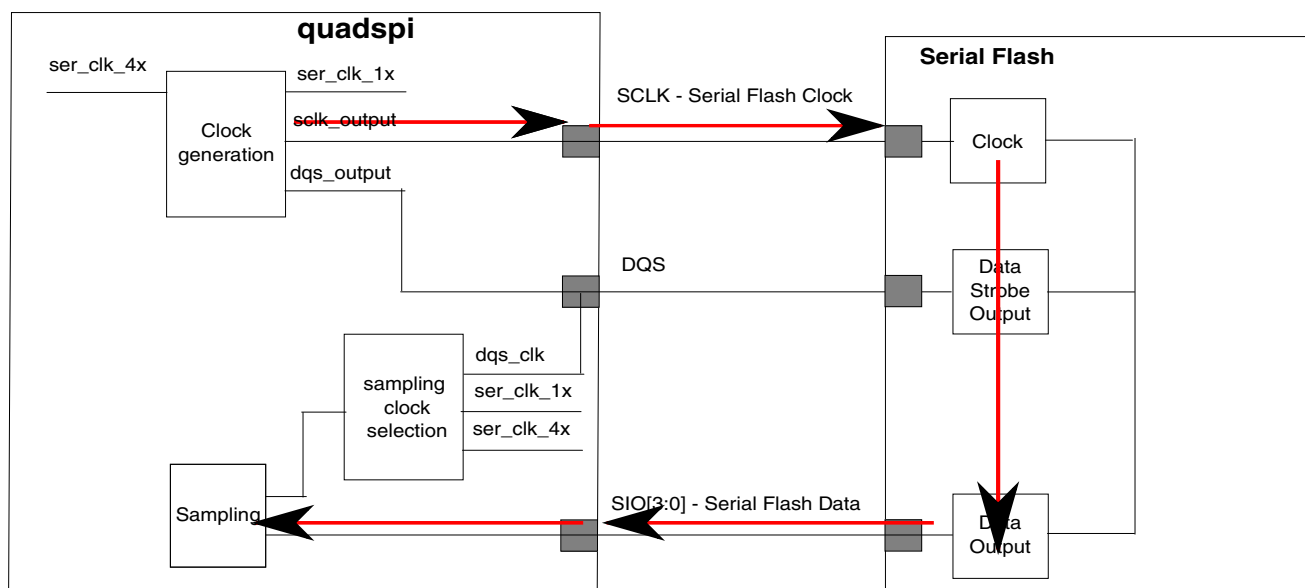 quadspi
Serial Flash
ser_clk_4x
ser_clk_1x
SCLK - Serial Flash Clock
sclk_output
Clock
generation
Clock
dqs_output
DQS
Data
Strobe
Output
dqs_clk
sampling
clock
selection
ser_clk_1x
ser_clk_4x
SIO[3:0] - Serial Flash Data
Sampling
Data
Output